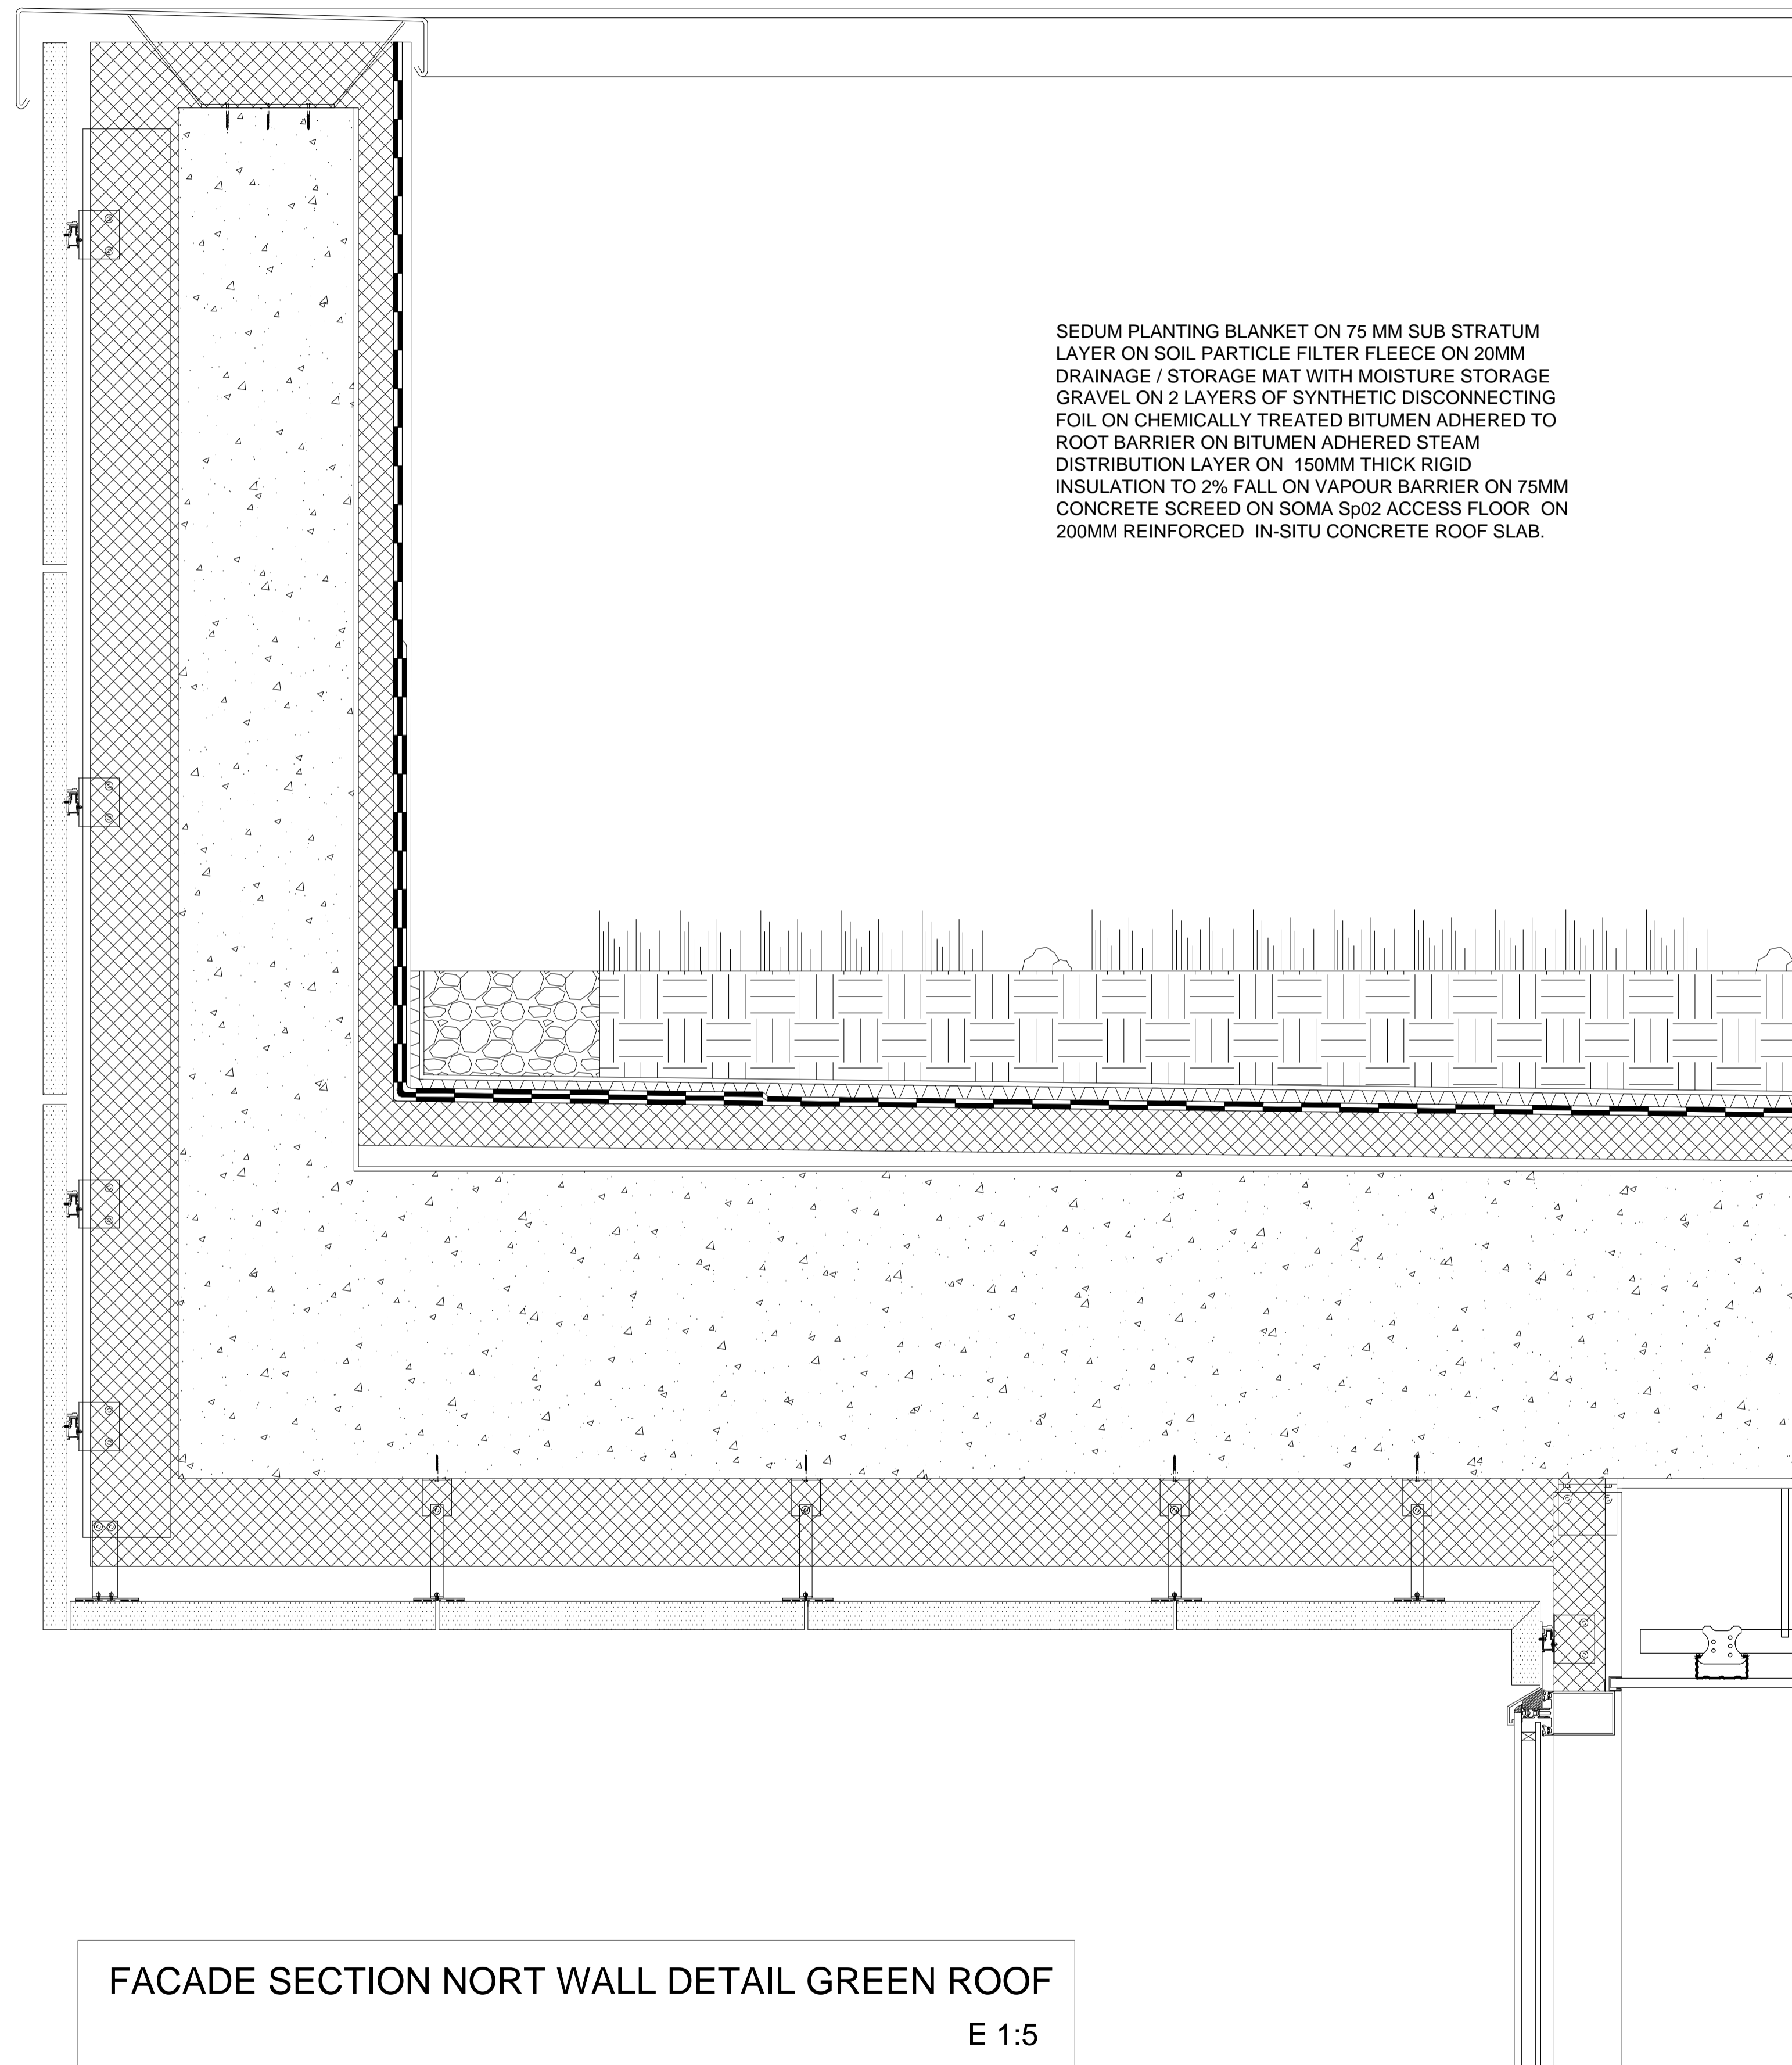 SEDUM PLANTING BLANKET ON 75 MM SUB STRATUM
LAYER ON SOIL PARTICLE FILTER FLEECE ON 20MM
DRAINAGE / STORAGE MAT WITH MOISTURE STORAGE
GRAVEL ON 2 LAYERS OF SYNTHETIC DISCONNECTING
FOIL ON CHEMICALLY TREATED BITUMEN ADHERED TO
ROOT BARRIER ON BITUMEN ADHERED STEAM
DISTRIBUTION LAYER ON 150MM THICK RIGID
INSULATION TO 2% FALL ON VAPOUR BARRIER ON 75MM
CONCRETE SCREED ON SOMA Sp02 ACCESS FLOOR ON
200MM REINFORCED IN-SITU CONCRETE ROOF SLAB.
FACADE SECTION NORT WALL DETAIL GREEN ROOF
E 1:5